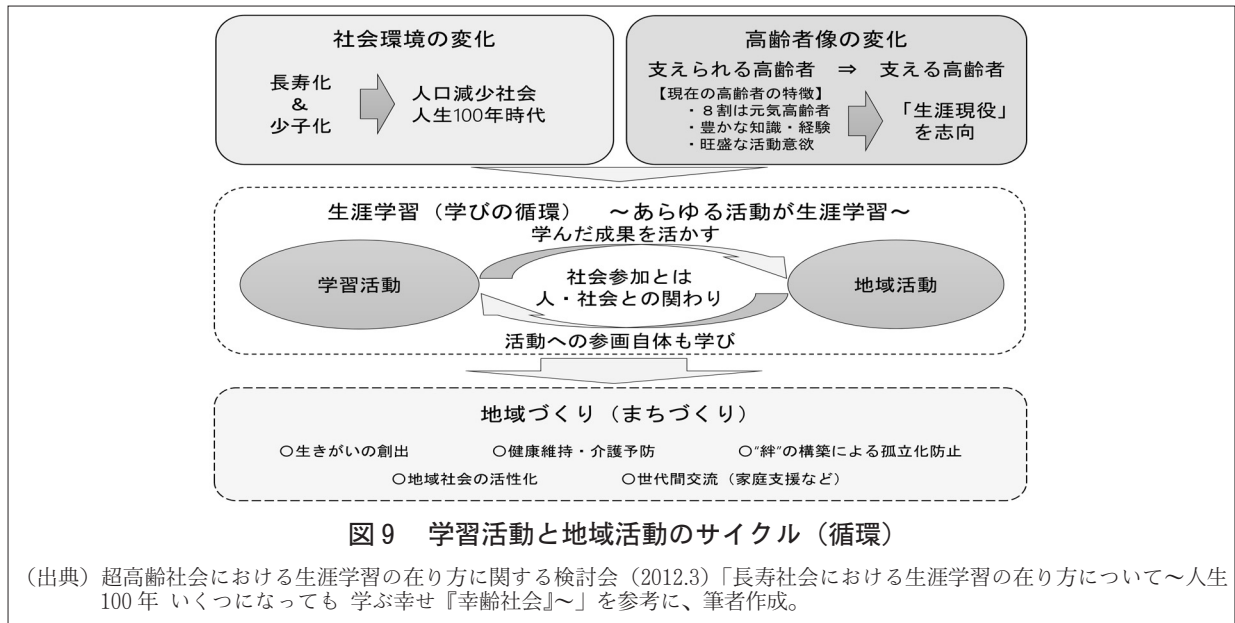 社会環境の変化
長寿化
&
少子化
人口減少社会
人生100年時代
高齢者像の変化
支えられる高齢者 ⇒ 支える高齢者
【現在の高齢者の特徴】
・８割は元気高齢者
・豊かな知識・経験
・旺盛な活動意欲
「生涯現役」
を志向
生涯学習（学びの循環） ～あらゆる活動が生涯学習～
学んだ成果を活かす
学習活動
社会参加とは
人・社会との関わり
地域活動
活動への参画自体も学び
地域づくり（まちづくり）
○生きがいの創出 ○健康維持・介護予防 ○“絆”の構築による孤立化防止
○地域社会の活性化 ○世代間交流（家庭支援など）
図９ 学習活動と地域活動のサイクル（循環）
（出典）超高齢社会における生涯学習の在り方に関する検討会（2012.3）「長寿社会における生涯学習の在り方について～人生
100年 いくつになっても 学ぶ幸せ『幸齢社会』～」を参考に、筆者作成。